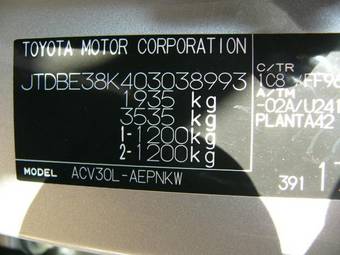 TOYOTA MOTOR CORPORATION
JTDBE38K403038993
1935 kg
3535 kg
1-1200 kg
2-1200 kg
MODEL ACV30L-AEPNKW
C/TR
1C8 /FF96
A/TM
-02A/U241
PLANTA42
391